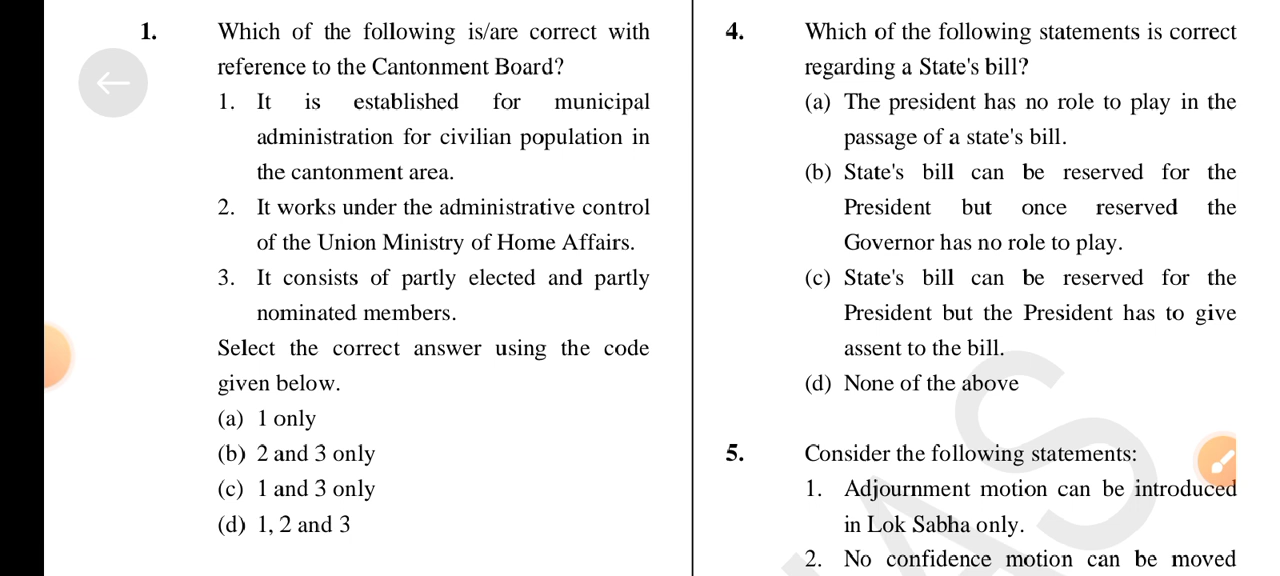 1. Which of the following is/are correct with
reference to the Cantonment Board?
1. It is established for municipal
administration for civilian population in
the cantonment area.
2. It works under the administrative control
of the Union Ministry of Home Affairs.
3. It consists of partly elected and partly
nominated members.
Select the correct answer using the code
given below.
(a) 1 only
(b) 2 and 3 only
(c) 1 and 3 only
(d) 1, 2 and 3
4. Which of the following statements is correct
regarding a State's bill?
(a) The president has no role to play in the
passage of a state's bill.
(b) State's bill can be reserved for the
President but once reserved the
Governor has no role to play.
(c) State's bill can be reserved for the
President but the President has to give
assent to the bill.
(d) None of the above
5. Consider the following statements:
1. Adjournment motion can be introduced
in Lok Sabha only.
2. No confidence motion can be moved